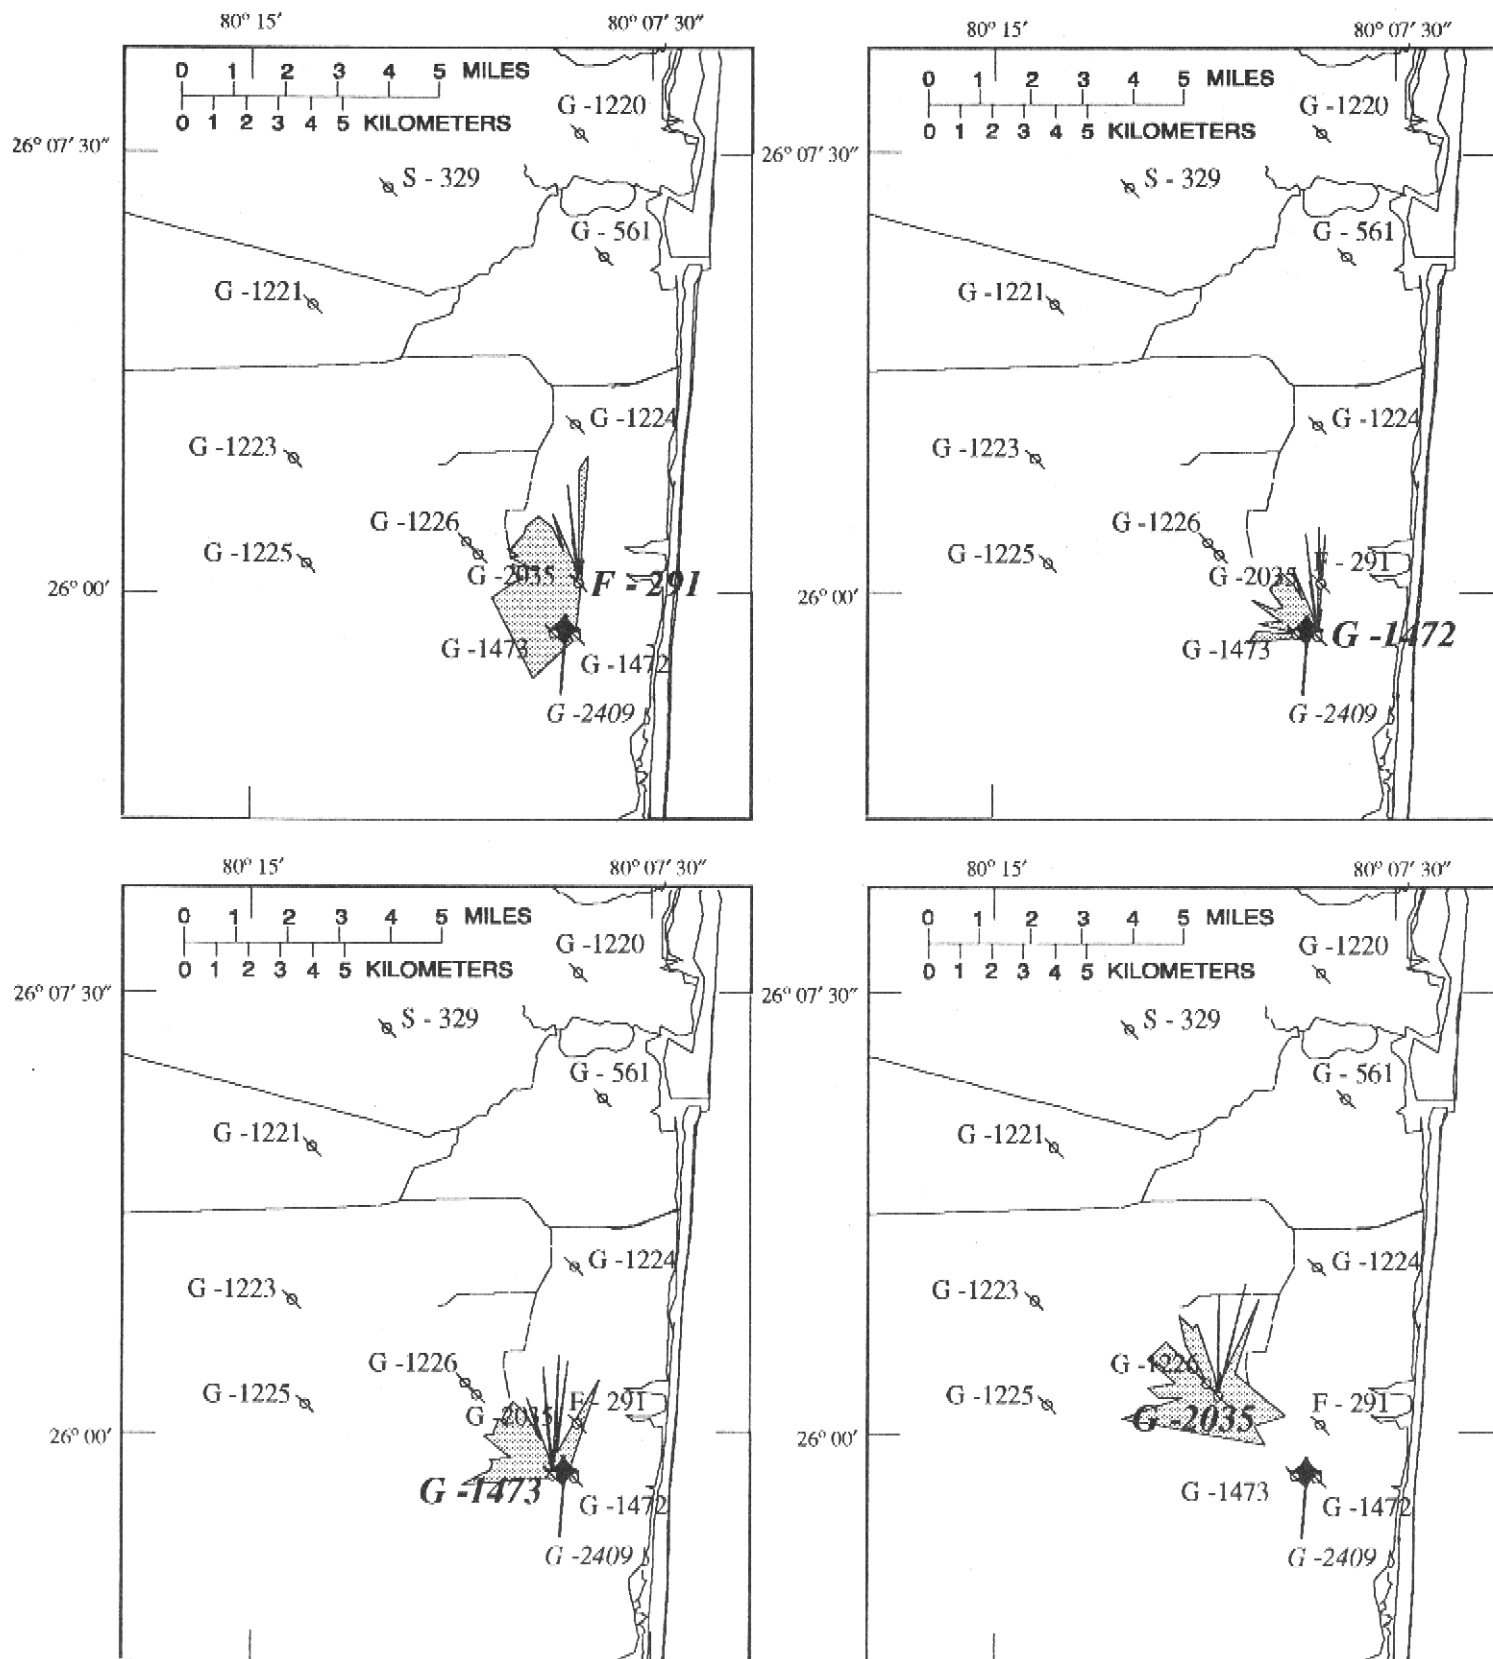 80° 15′ 80° 07′ 30″
0 1 2 3 4 5 MILES
0 1 2 3 4 5 KILOMETERS
G -1220
26° 07′ 30″
S - 329
G - 561
G -1221
G -1224
G -1223
G -1226
G -1225
G -2035
F - 291
26° 00′
G -1473
G -1472
G -2409
80° 15′ 80° 07′ 30″
0 1 2 3 4 5 MILES
0 1 2 3 4 5 KILOMETERS
G -1220
26° 07′ 30″
S - 329
G - 561
G -1221
G -1224
G -1223
G -1226
G -1225
G -2035
F - 291
26° 00′
G -1472
G -1473
G -2409
80° 15′ 80° 07′ 30″
0 1 2 3 4 5 MILES
0 1 2 3 4 5 KILOMETERS
G -1220
26° 07′ 30″
S - 329
G - 561
G -1221
G -1224
G -1223
G -1226
G -1225
G -2035
F - 291
26° 00′
G -1473
G -1472
G -2409
80° 15′ 80° 07′ 30″
0 1 2 3 4 5 MILES
0 1 2 3 4 5 KILOMETERS
G -1220
26° 07′ 30″
S - 329
G - 561
G -1221
G -1224
G -1223
G -1226
G -1225
G -2035
F - 291
26° 00′
G -1473
G -1472
G -2409